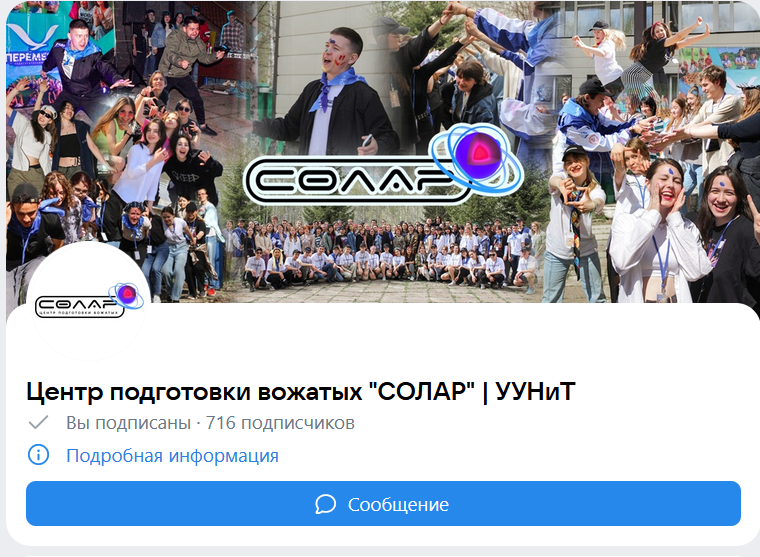 ПЕРЕМЕ
СОЛАР
СОЛАР
ЦЕНТР ПОДГОТОВКИ ВОЖАТЫХ
Центр подготовки вожатых "СОЛАР" | УУНиТ
Вы подписаны · 716 подписчиков
Подробная информация
Сообщение